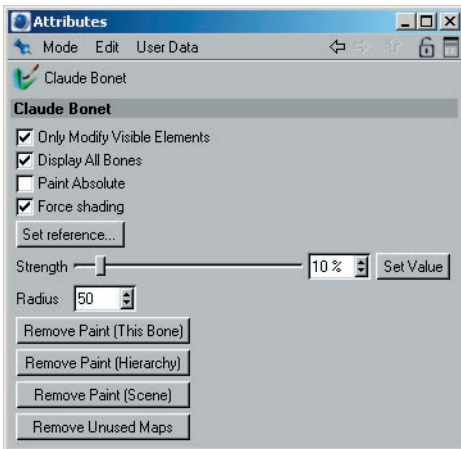 Attributes
Mode Edit User Data
Claude Bonet
Claude Bonet
Only Modify Visible Elements
Display All Bones
Paint Absolute
Force shading
Set reference...
Strength 10 % Set Value
Radius 50
Remove Paint (This Bone)
Remove Paint (Hierarchy)
Remove Paint (Scene)
Remove Unused Maps